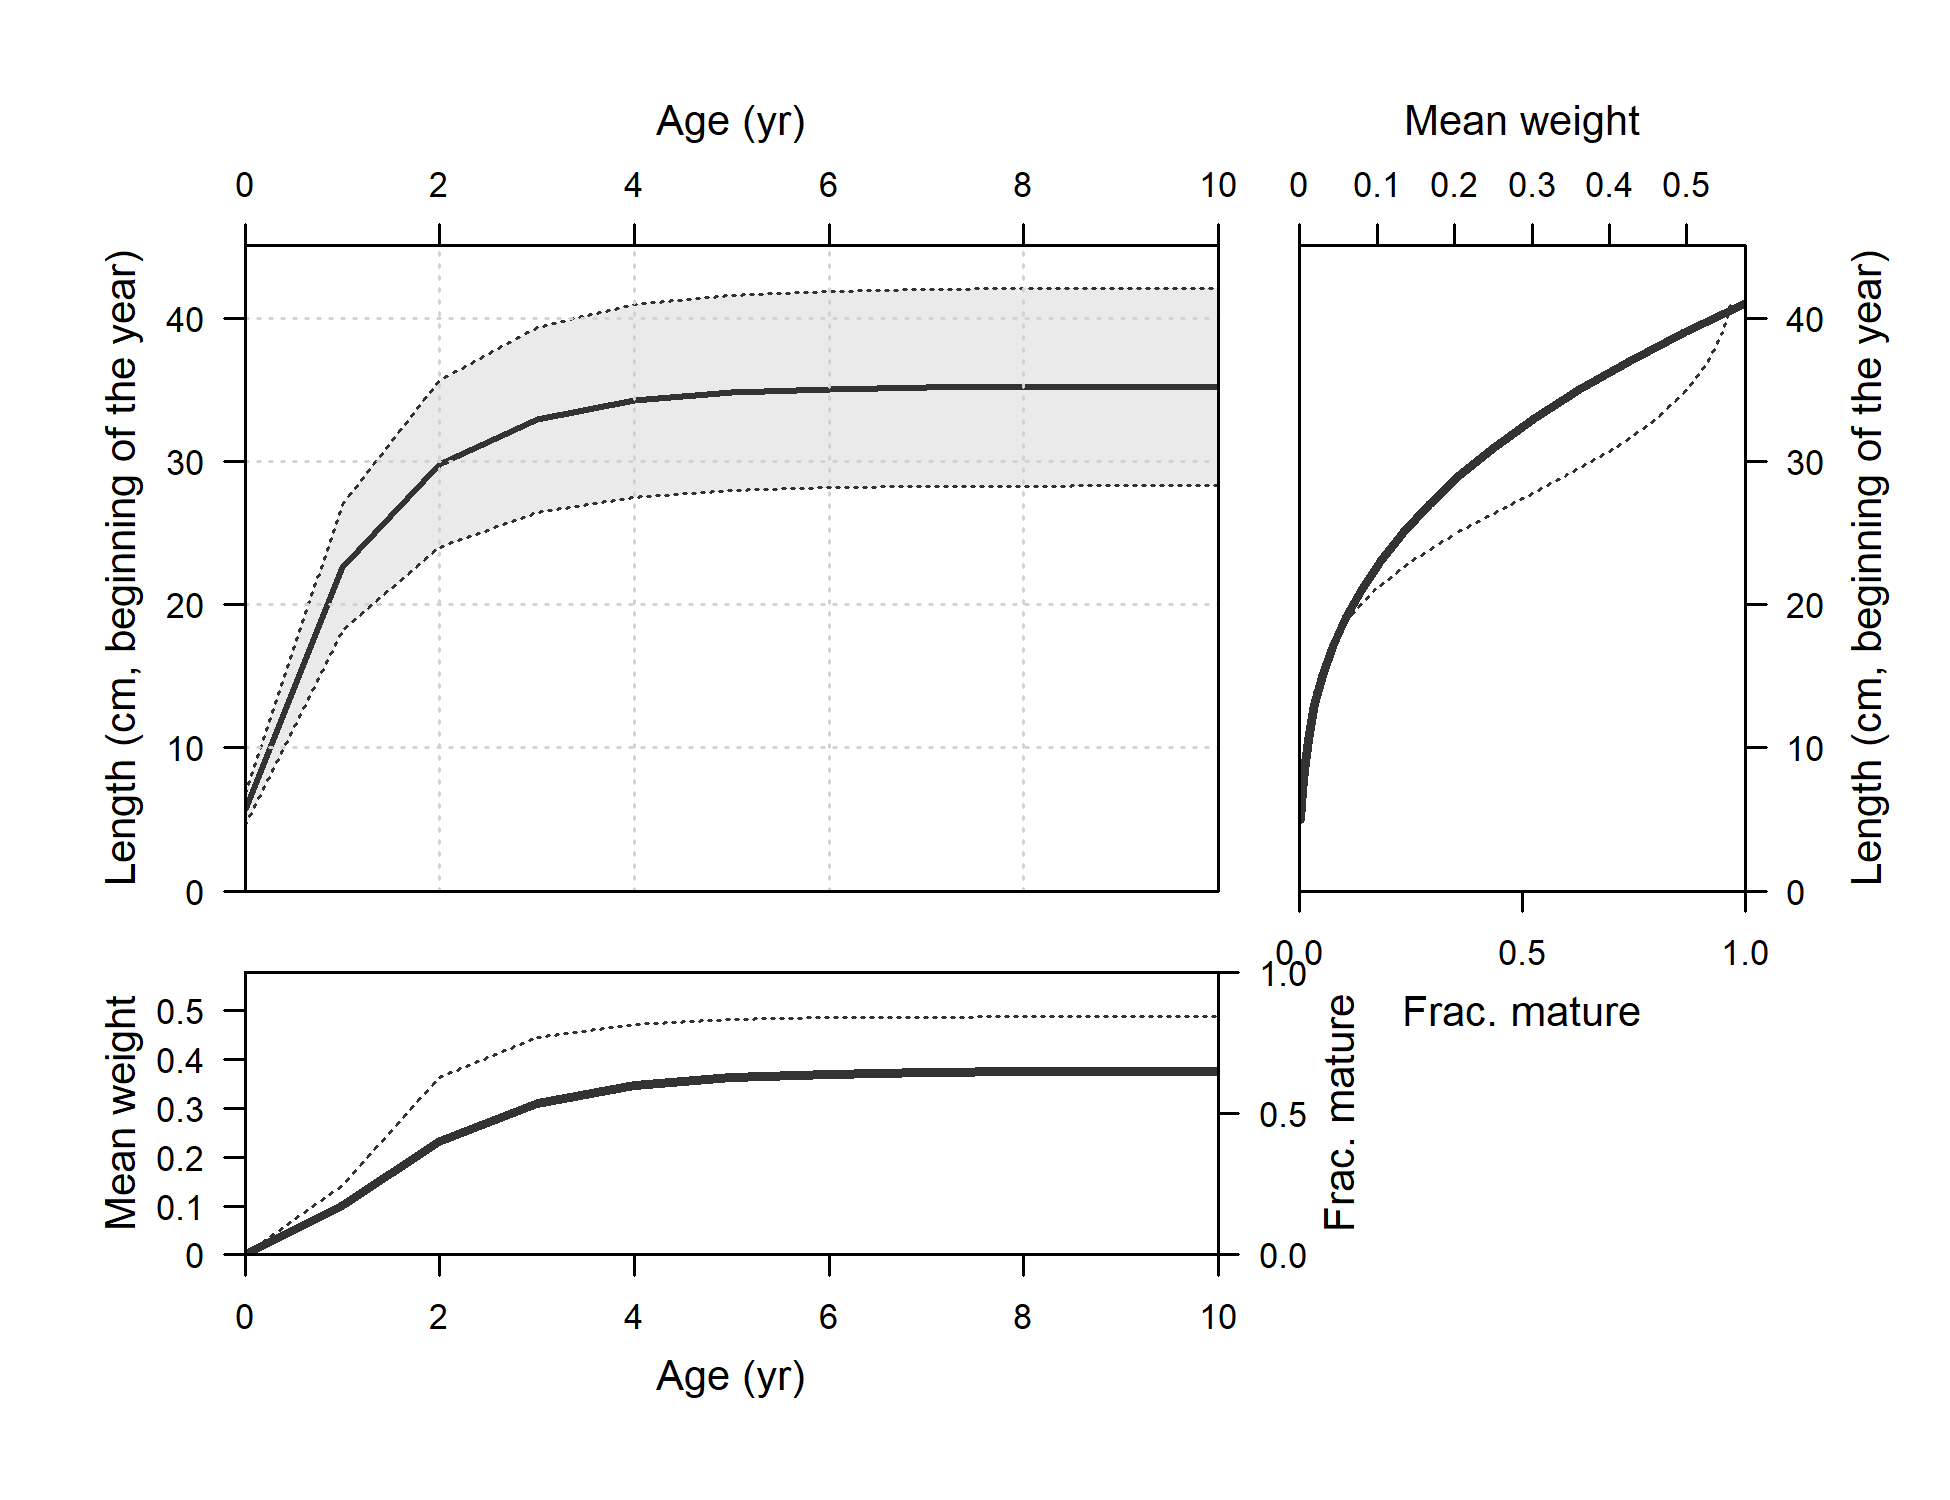 Age (yr)
Mean weight
0 2 4 6 8 10
0 0.1 0.2 0.3 0.4 0.5
Length (cm, beginning of the year)
40
30
20
10
0
40
30
20
10
0
Length (cm, beginning of the year)
0.0 0.5 1.0
Frac. mature
Mean weight
0.5
0.4
0.3
0.2
0.1
0
1.0
0.5
0.0
Frac. mature
0 2 4 6 8 10
Age (yr)